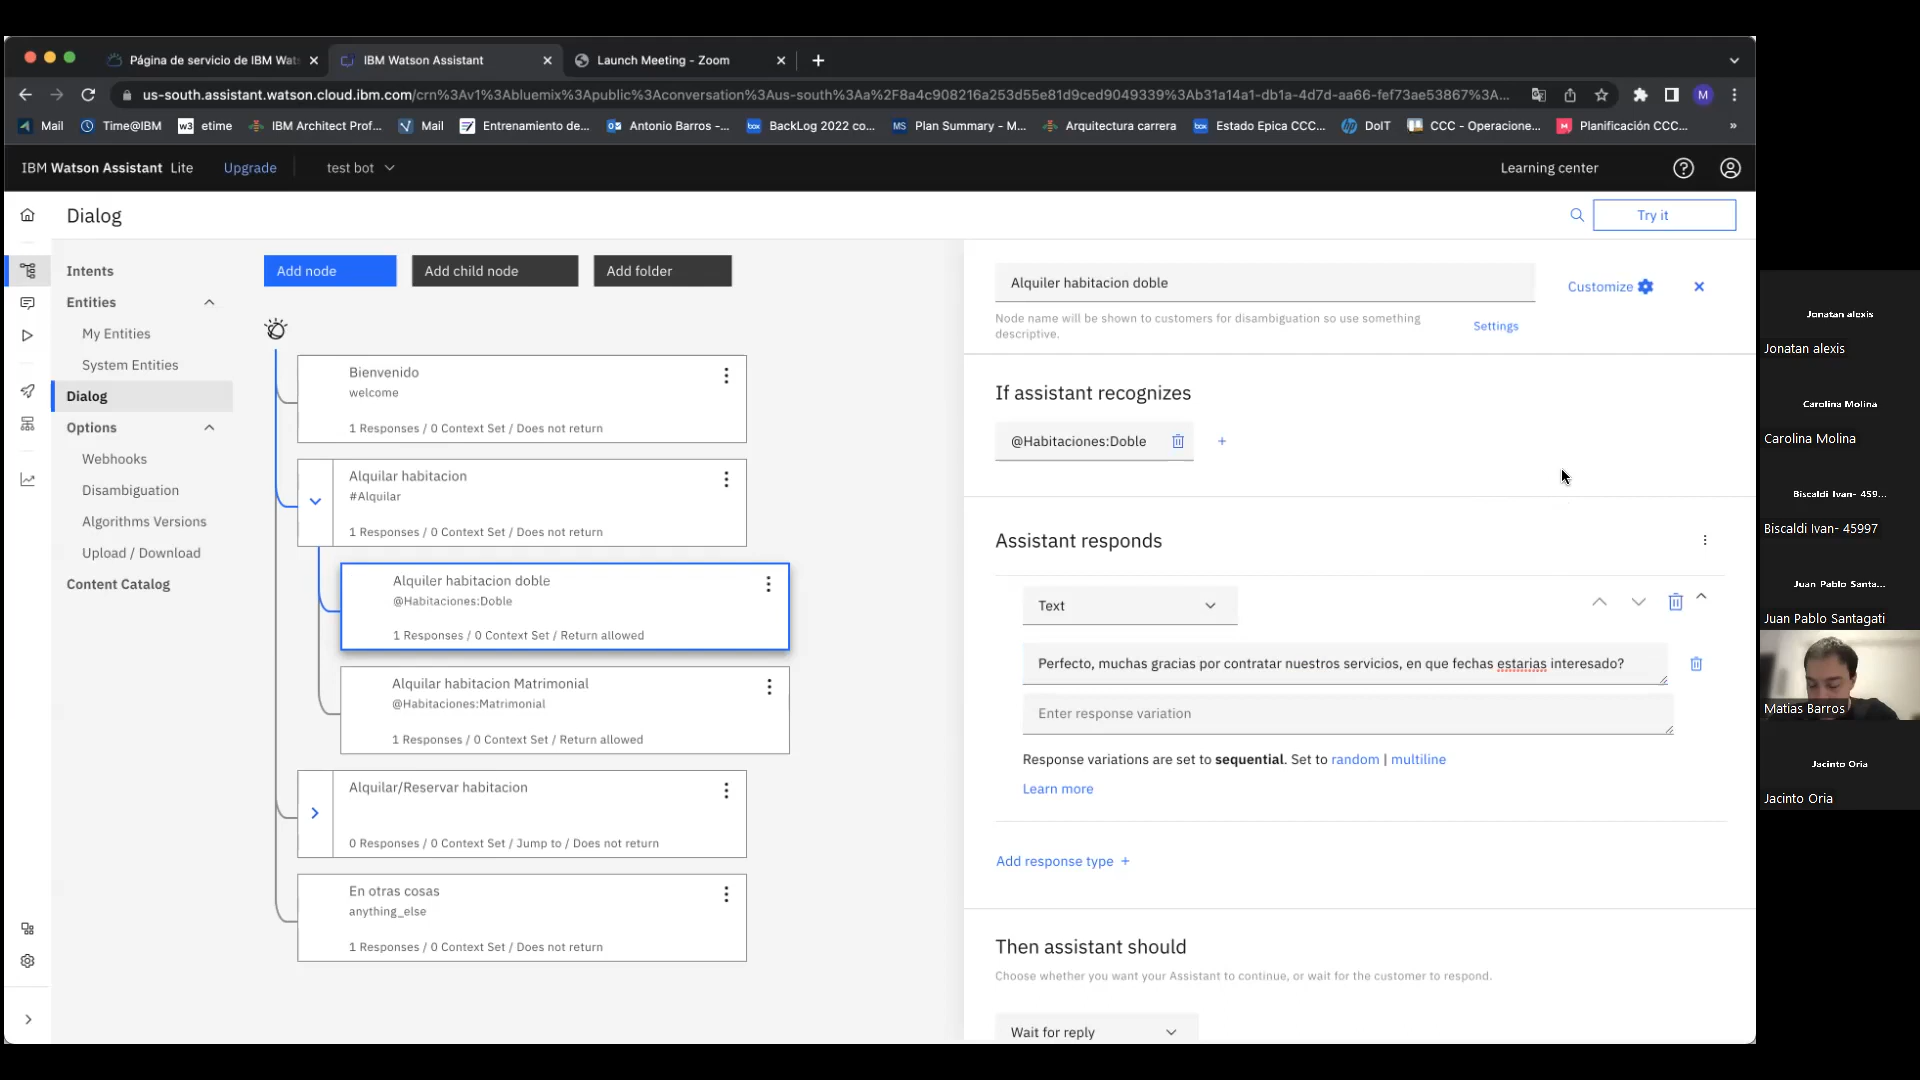 Página de servicio de IBM Wat
IBM Watson Assistant
Launch Meeting - Zoom
us-south.assistant.watson.cloud.ibm.com/crn%3Av1%3Abluemix%3Apublic%3Aconversation%3Aus-south%3Aa%2F8a4c908216a253d55e81d9ced9049339%3Ab31a14a1-db1a-4d7d-aa66-fef73ae53867%3A...
M
Mail
Time@IBM
w3 etime
IBM Architect Prof...
Mail
Entrenamiento de...
Antonio Barros -...
box BackLog 2022 co...
MS Plan Summary - M...
Arquitectura carrera
box Estado Epica CCC...
DoIT
CCC - Operacione...
Planificación CCC...
»
IBM Watson Assistant Lite
Upgrade
test bot
Learning center
Dialog
Try it
Intents
Entities
My Entities
System Entities
Dialog
Options
Webhooks
Disambiguation
Algorithms Versions
Upload / Download
Content Catalog
Add node
Add child node
Add folder
Bienvenido
welcome
1 Responses / 0 Context Set / Does not return
Alquilar habitacion
#Alquilar
1 Responses / 0 Context Set / Does not return
Alquiler habitacion doble
@Habitaciones:Doble
1 Responses / 0 Context Set / Return allowed
Alquilar habitacion Matrimonial
@Habitaciones:Matrimonial
1 Responses / 0 Context Set / Return allowed
Alquilar/Reservar habitacion
0 Responses / 0 Context Set / Jump to / Does not return
En otras cosas
anything_else
1 Responses / 0 Context Set / Does not return
Alquiler habitacion doble
Customize
Node name will be shown to customers for disambiguation so use something
descriptive.
Settings
If assistant recognizes
@Habitaciones:Doble
Assistant responds
Text
Perfecto, muchas gracias por contratar nuestros servicios, en que fechas estarias interesado?
Enter response variation
Response variations are set to sequential. Set to random | multiline
Learn more
Add response type +
Then assistant should
Choose whether you want your Assistant to continue, or wait for the customer to respond.
Wait for reply
Jonatan alexis
Jonatan alexis
Carolina Molina
Carolina Molina
Biscaldi Ivan- 459...
Biscaldi Ivan- 45997
Juan Pablo Santa...
Juan Pablo Santagati
Matias Barros
Jacinto Oria
Jacinto Oria